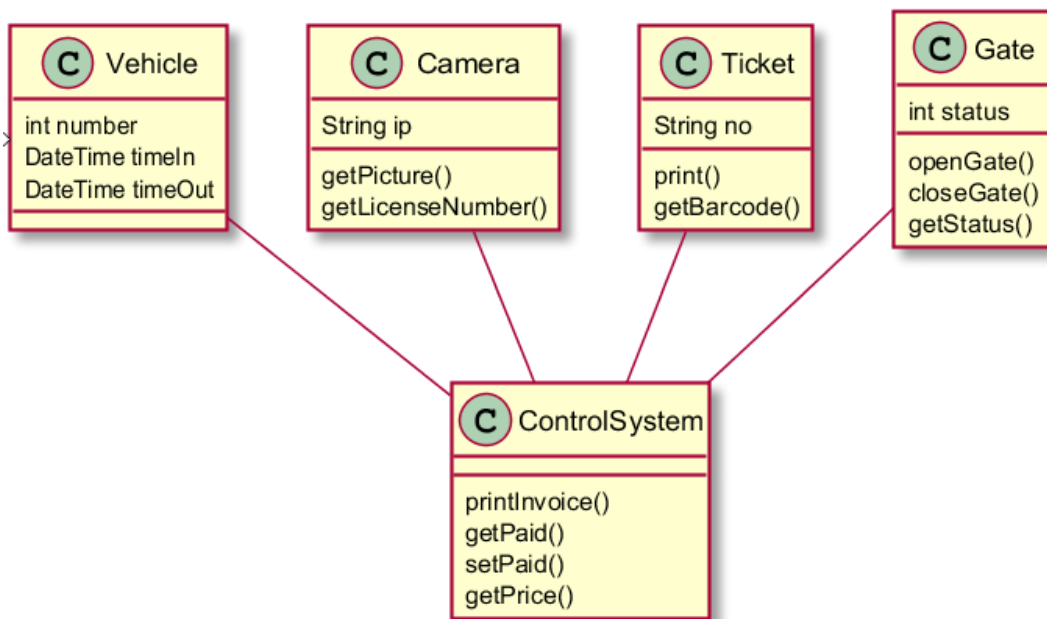 C Vehicle
int number
DateTime timeIn
DateTime timeOut
C Camera
String ip
getPicture()
getLicenseNumber()
C Ticket
String no
print()
getBarcode()
C Gate
int status
openGate()
closeGate()
getStatus()
C ControlSystem
printInvoice()
getPaid()
setPaid()
getPrice()